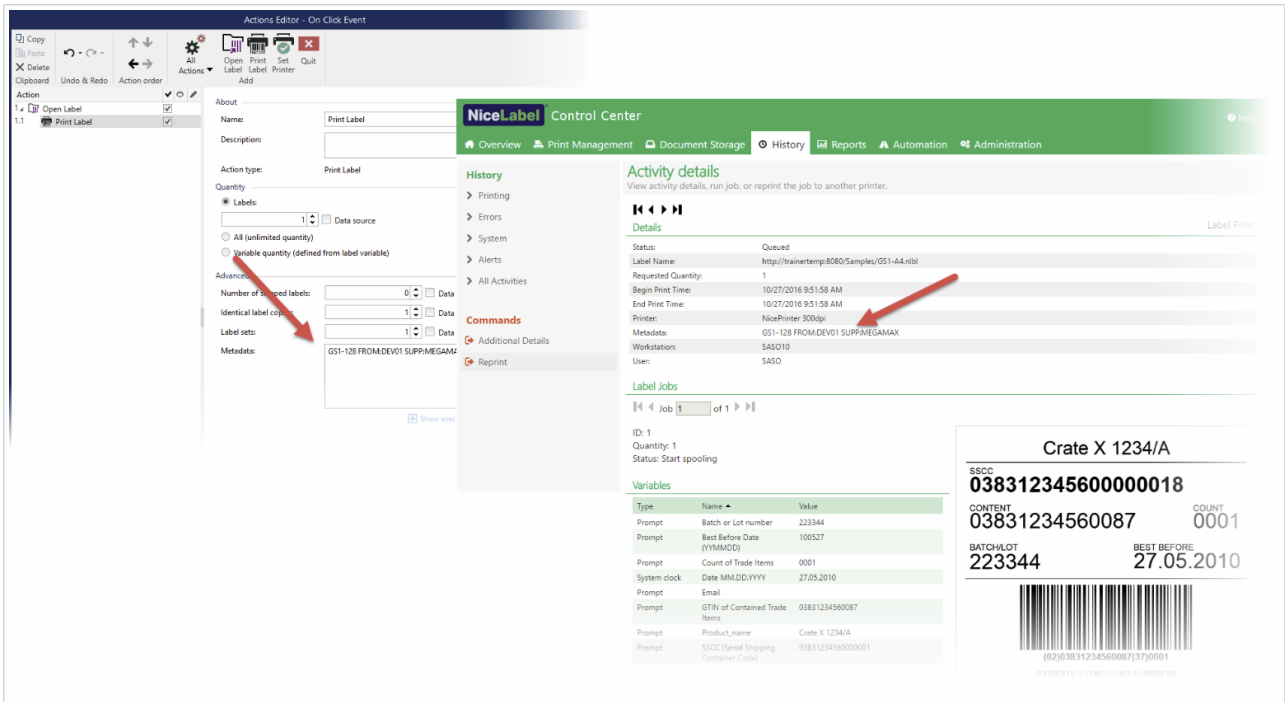 Actions Editor - On Click Event
Copy
Paste
Delete
Clipboard
Undo & Redo
Action order
All Actions
Open Label
Print Label
Set Printer
Quit
Add
Action
1 Open Label
1.1 Print Label
About
Name: Print Label
Description:
Action type: Print Label
Quantity
Labels:
1 Data source
All (unlimited quantity)
Variable quantity (defined from label variable)
Advanced
Number of skipped labels: 0 Data
Identical label copies: 1 Data
Label sets: 1 Data
Metadata: GS1-128 FROM:DEV01 SUPP:MEGAMA
Show exec
NiceLabel Control Center
Help
Overview Print Management Document Storage History Reports Automation Administration
History
Printing
Errors
System
Alerts
All Activities
Commands
Additional Details
Reprint
Activity details
View activity details, run job, or reprint the job to another printer.
Details
Label Print
Status: Queued
Label Name: http://trainertemp:8080/Samples/GS1-A4.nlbl
Requested Quantity: 1
Begin Print Time: 10/27/2016 9:51:58 AM
End Print Time: 10/27/2016 9:51:58 AM
Printer: NicePrinter 300dpi
Metadata: GS1-128 FROM:DEV01 SUPP:MEGAMAX
Workstation: SASO10
User: SASO
Label Jobs
Job 1 of 1
ID: 1
Quantity: 1
Status: Start spooling
Variables
Type Name Value
Prompt Batch or Lot number 223344
Prompt Best Before Date 100527
(YYMMDD)
Prompt Count of Trade Items 0001
System clock Date MM.DD.YYYY 27.05.2010
Prompt Email
Prompt GTIN of Contained Trade 03831234560087
Items
Prompt Product_name Crate X 1234/A
Prompt SSCC (Serial Shipping 03831234560000001
Container Code)
Crate X 1234/A
SSCC
038312345600000018
CONTENT COUNT
03831234560087 0001
BATCH/LOT BEST BEFORE
223344 27.05.2010
(02)03831234560087(37)0001